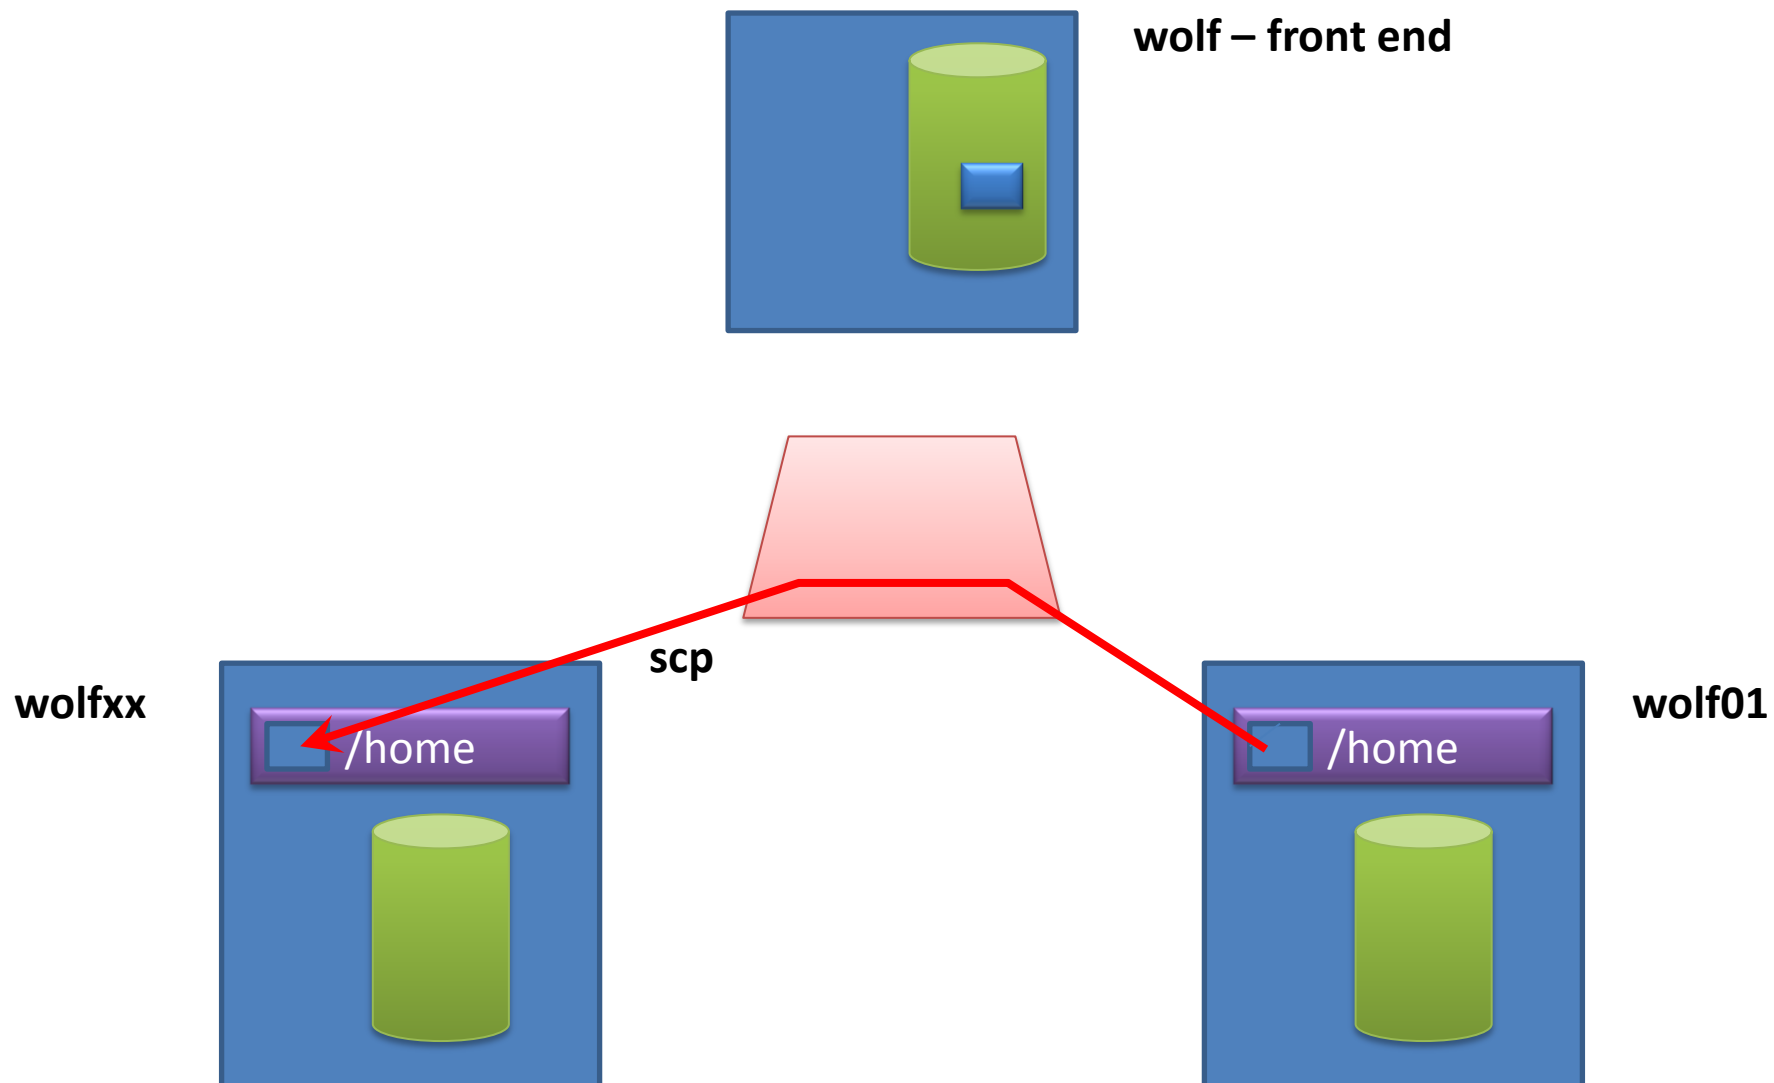 wolf – front end
scp
wolfxx
/home
/home
wolf01